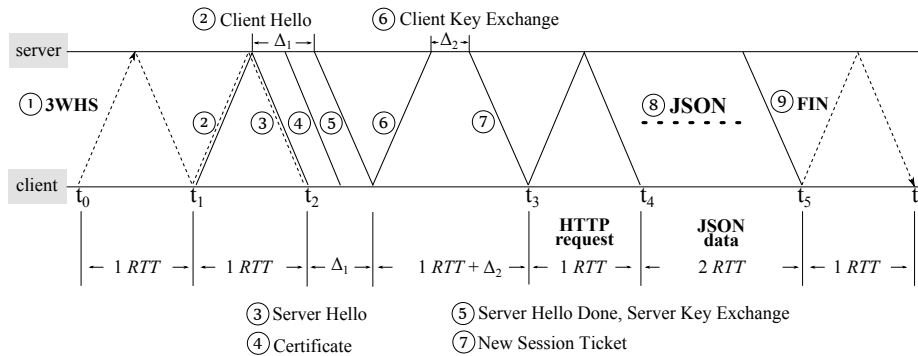 ② Client Hello ⑥ Client Key Exchange
Δ1 Δ2
server
① 3WHS ② ③ ④ ⑤ ⑥ ⑦ ⑧ JSON ⑨ FIN
client
t0 t1 t2 t3 t4 t5 t
HTTP request
JSON data
1 RTT 1 RTT Δ1 1 RTT + Δ2 1 RTT 2 RTT 1 RTT
③ Server Hello ⑤ Server Hello Done, Server Key Exchange
④ Certificate ⑦ New Session Ticket